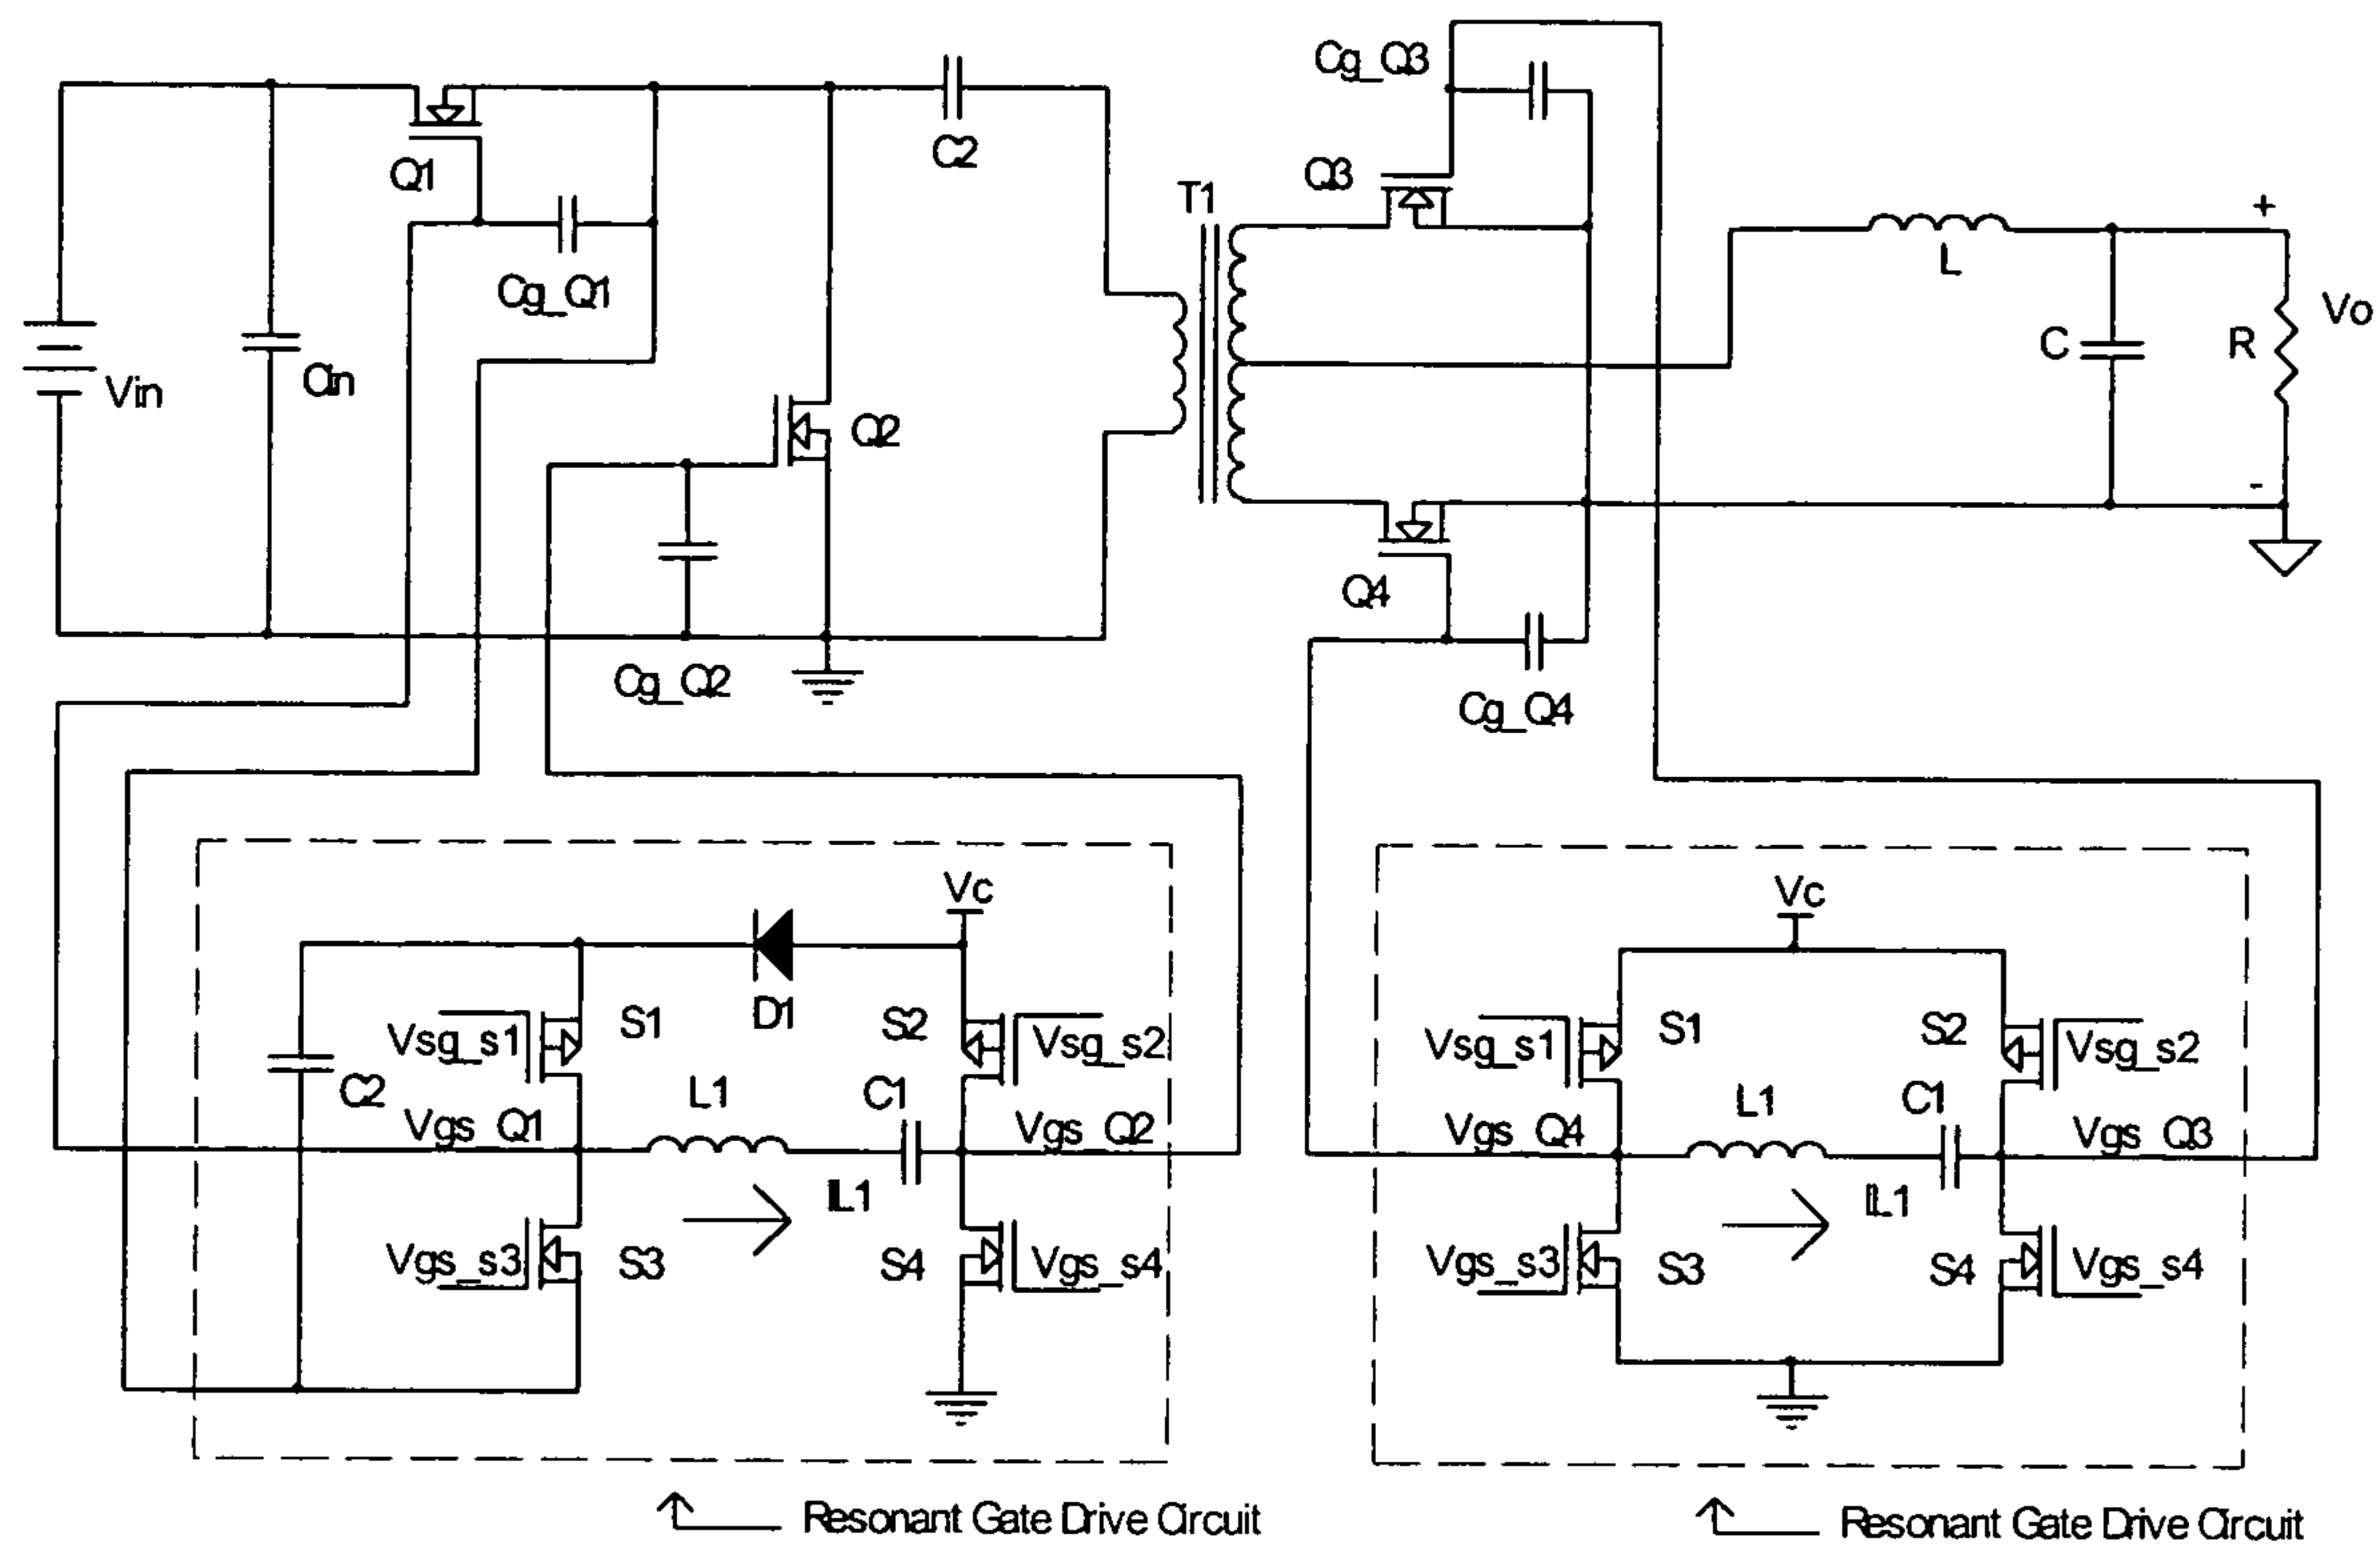 Cg_Q3
Q1
C2
Q3
T1
+
L
Cg_Q1
Vin
Cin
Q2
C
R
Vo
-
Q4
Cg_Q2
Cg_Q4
Vc
Vc
Vsg_s1
S1
D1
S2
Vsg_s2
Vsg_s1
S1
S2
Vsg_s2
C2
Vgs_Q1
L1
C1
Vgs_Q2
Vgs_Q4
L1
C1
Vgs_Q3
IL1
IL1
Vgs_s3
S3
S4
Vgs_s4
Vgs_s3
S3
S4
Vgs_s4
Resonant Gate Drive Circuit
Resonant Gate Drive Circuit